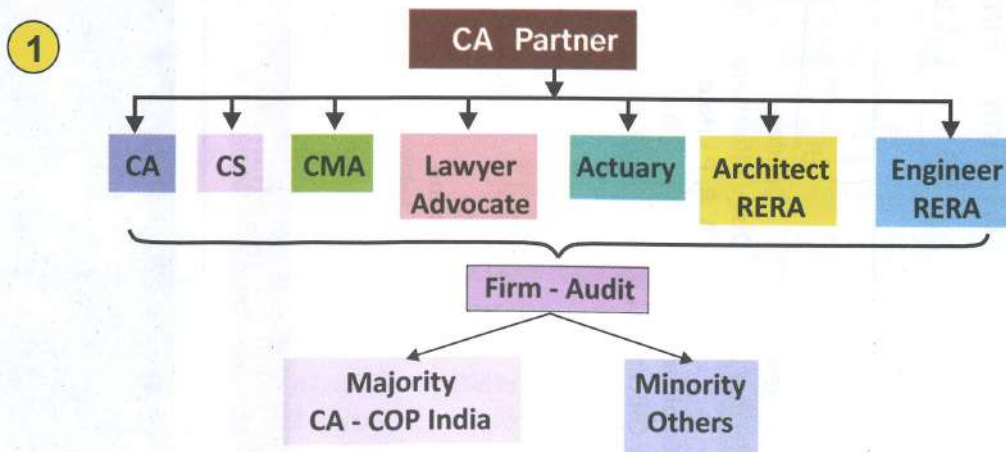 1
CA Partner
CA
CS
CMA
Lawyer
Advocate
Actuary
Architect
RERA
Engineer
RERA
Firm - Audit
Majority
CA - COP India
Minority
Others